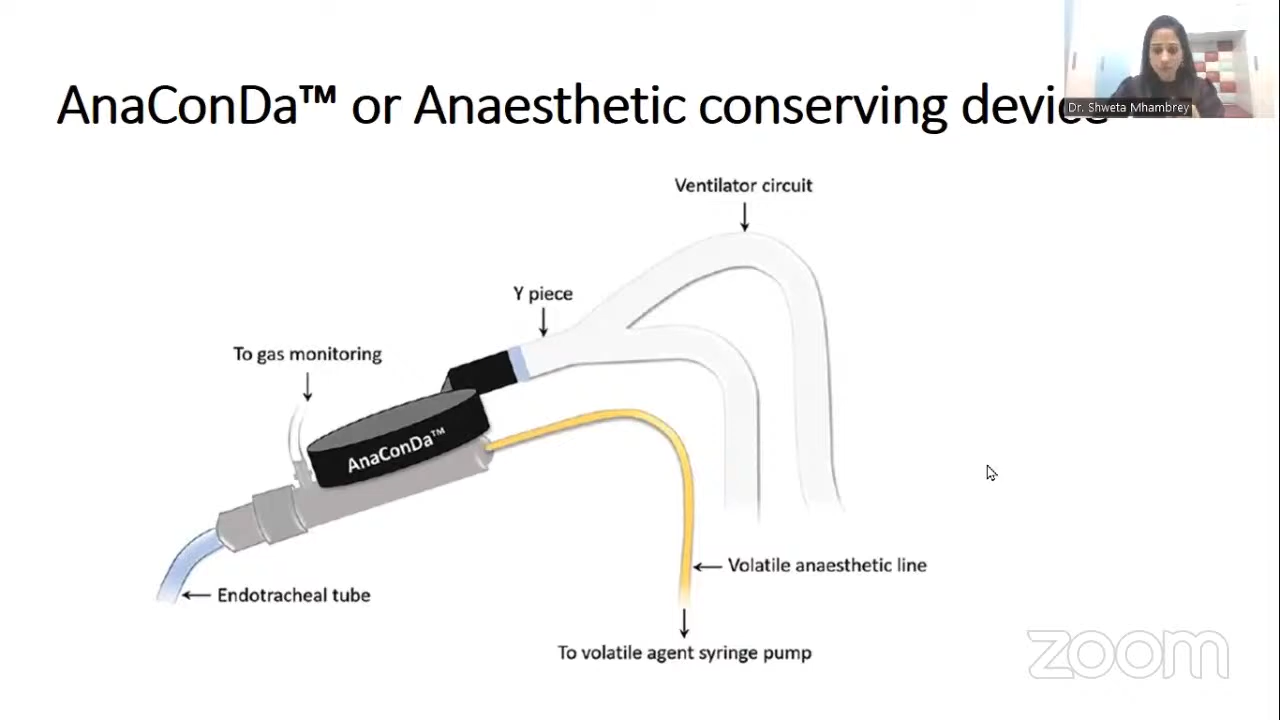 AnaConDa™ or Anaesthetic conserving device
Dr. Shweta Mhambrey
Ventilator circuit
Y piece
To gas monitoring
AnaConDa™
Volatile anaesthetic line
Endotracheal tube
To volatile agent syringe pump
zoom